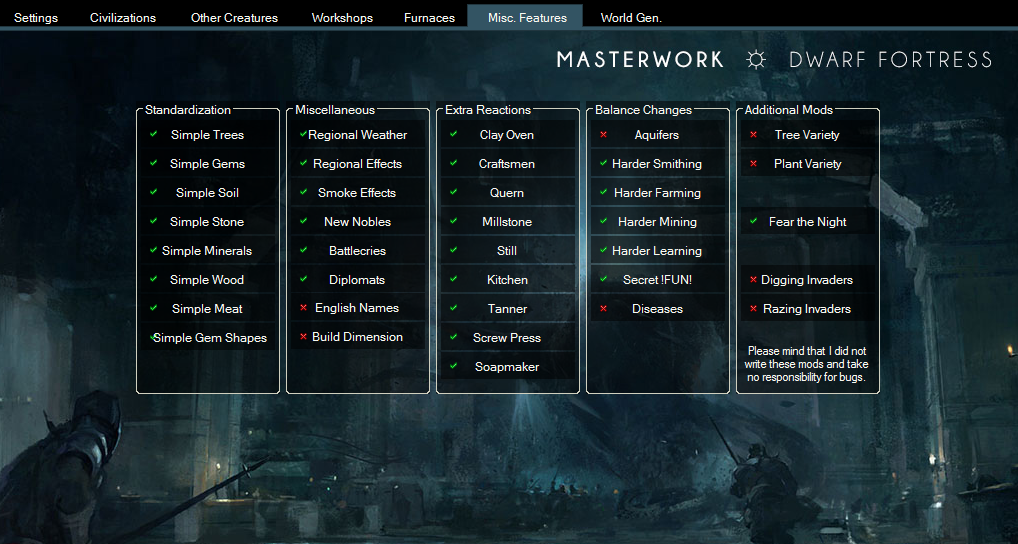 Settings Civilizations Other Creatures Workshops Furnaces Misc. Features World Gen.
MASTERWORK DWARF FORTRESS
Standardization
Simple Trees
Simple Gems
Simple Soil
Simple Stone
Simple Minerals
Simple Wood
Simple Meat
Simple Gem Shapes
Miscellaneous
Regional Weather
Regional Effects
Smoke Effects
New Nobles
Battlecries
Diplomats
English Names
Build Dimension
Extra Reactions
Clay Oven
Craftsmen
Quern
Millstone
Still
Kitchen
Tanner
Screw Press
Soapmaker
Balance Changes
Aquifers
Harder Smithing
Harder Farming
Harder Mining
Harder Learning
Secret !FUN!
Diseases
Additional Mods
Tree Variety
Plant Variety
Fear the Night
Digging Invaders
Razing Invaders
Please mind that I did not
write these mods and take
no responsibility for bugs.